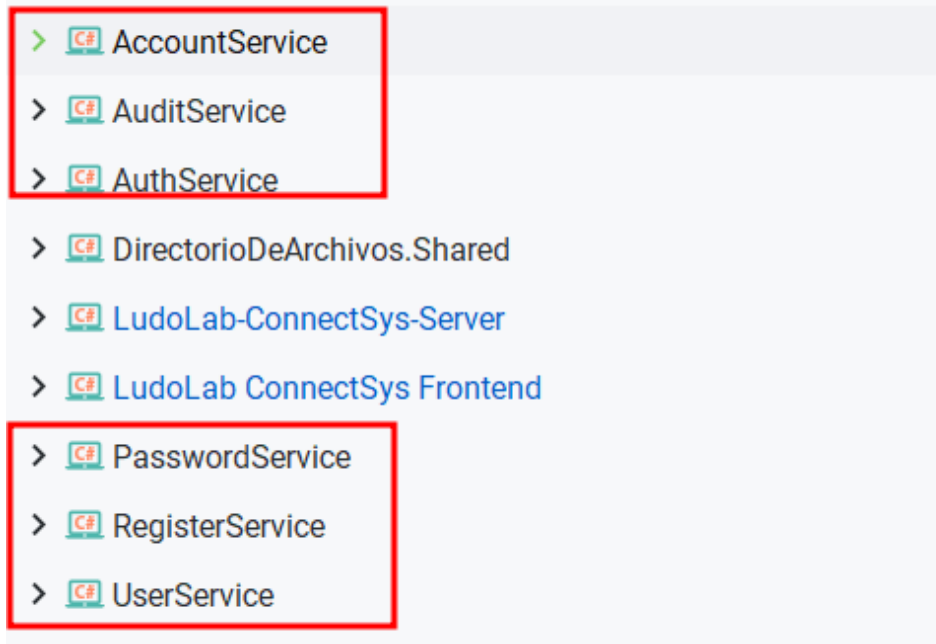 C# AccountService
C# AuditService
C# AuthService
C# DirectorioDeArchivos.Shared
C# LudoLab-ConnectSys-Server
C# LudoLab ConnectSys Frontend
C# PasswordService
C# RegisterService
C# UserService